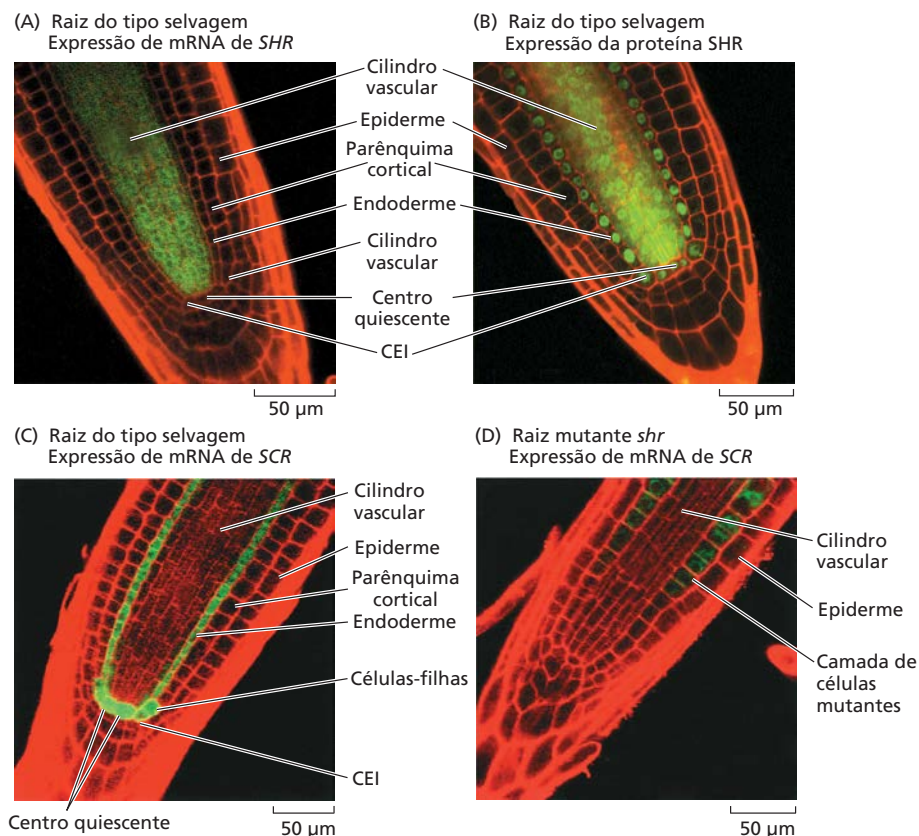 (A) Raiz do tipo selvagem
Expressão de mRNA de SHR
(B) Raiz do tipo selvagem
Expressão da proteína SHR
Cilindro
vascular
Epiderme
Parênquima
cortical
Endoderme
Cilindro
vascular
Centro
quiescente
CEI
50 µm
50 µm
(C) Raiz do tipo selvagem
Expressão de mRNA de SCR
(D) Raiz mutante shr
Expressão de mRNA de SCR
Cilindro
vascular
Epiderme
Parênquima
cortical
Endoderme
Células-filhas
CEI
Centro quiescente
50 µm
Cilindro
vascular
Epiderme
Camada de
células
mutantes
50 µm